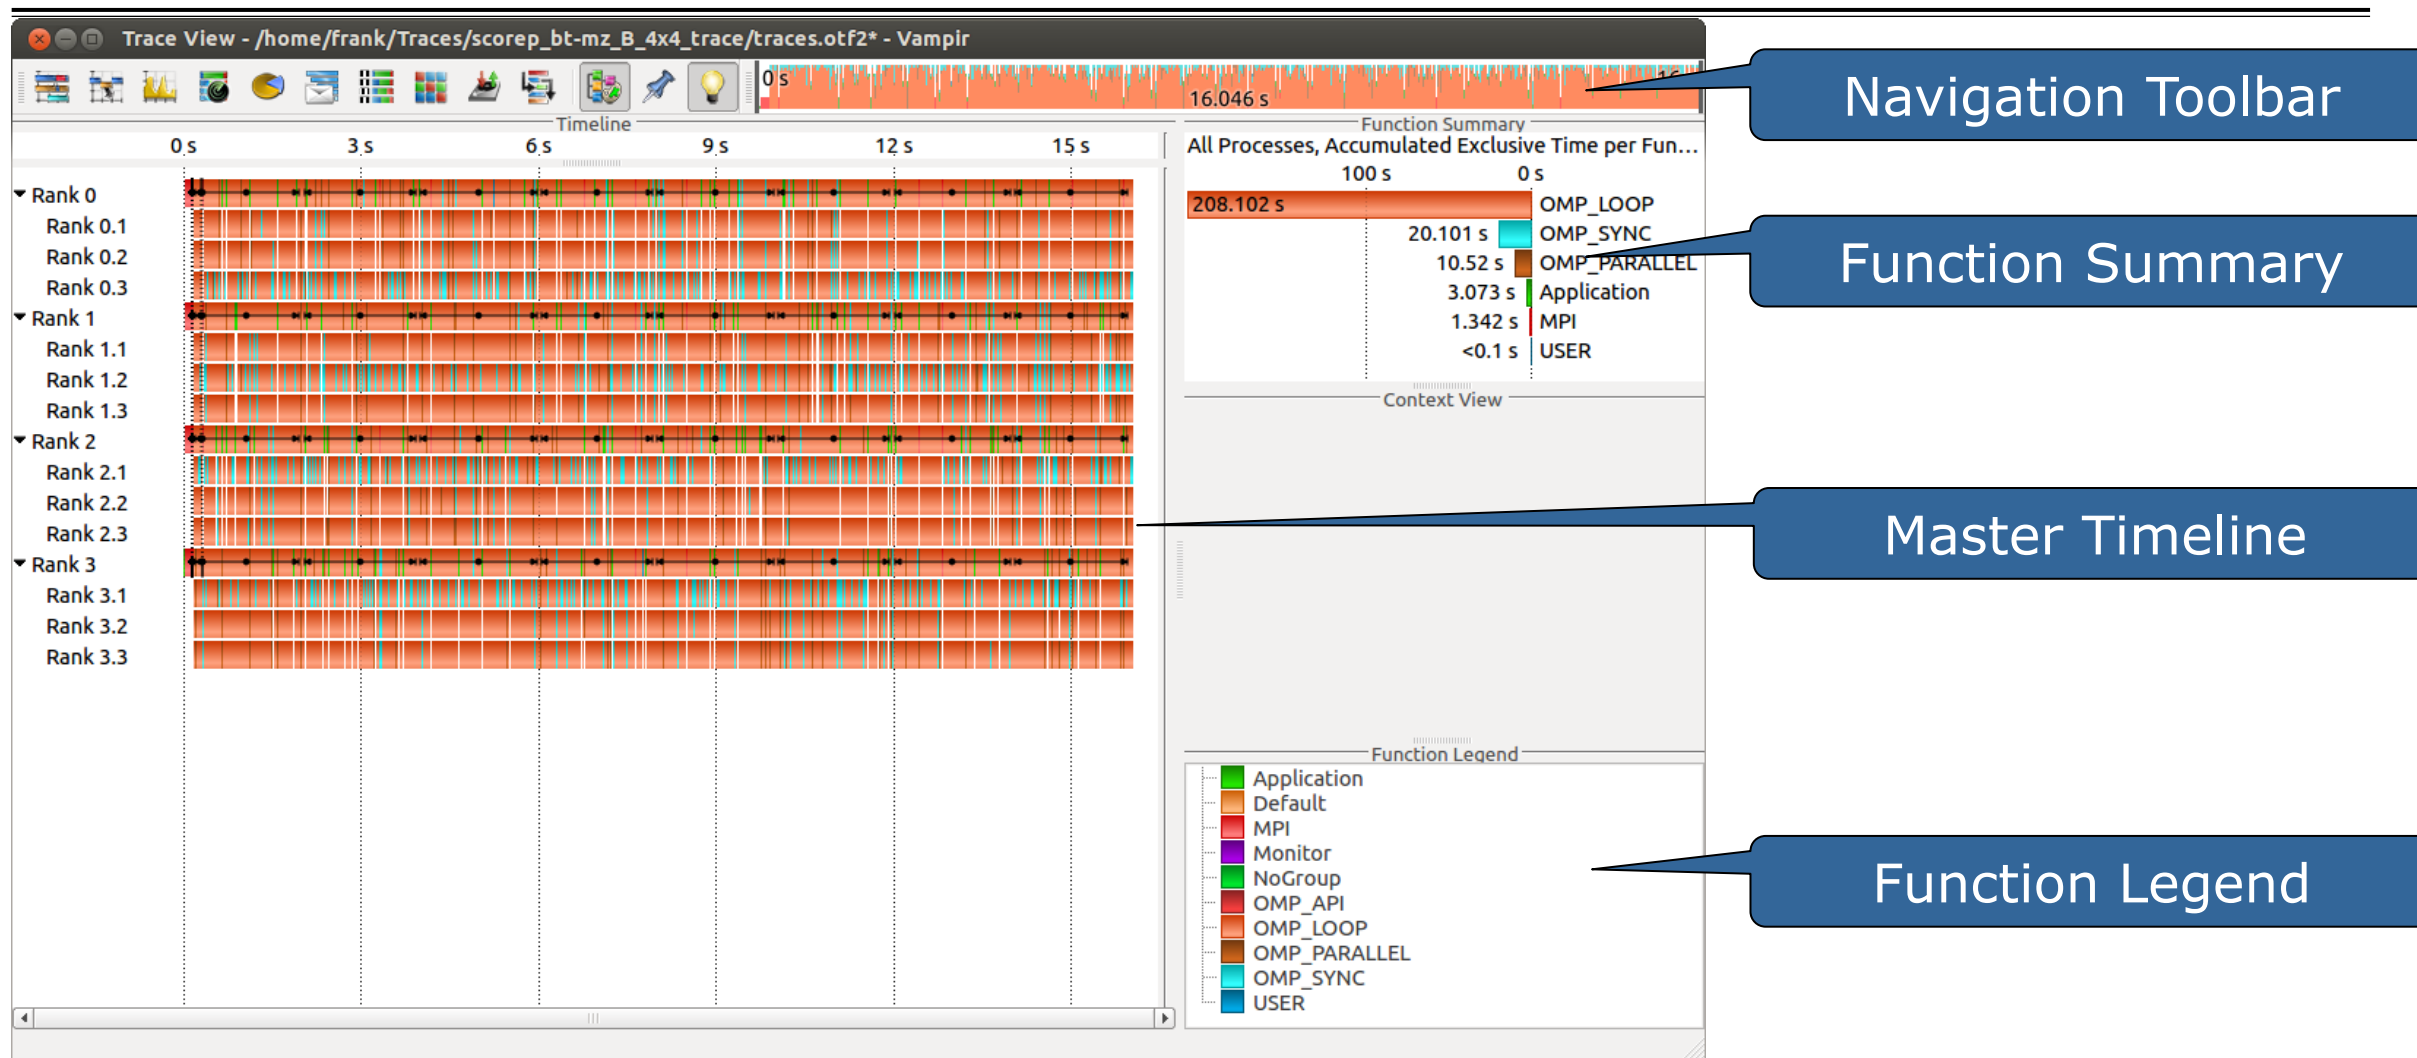 Trace View - /home/frank/Traces/scorep_bt-mz_B_4x4_trace/traces.otf2* - Vampir
0 s
16.046 s
Navigation Toolbar
Timeline
0 s 3 s 6 s 9 s 12 s 15 s
Rank 0
Rank 0.1
Rank 0.2
Rank 0.3
Rank 1
Rank 1.1
Rank 1.2
Rank 1.3
Rank 2
Rank 2.1
Rank 2.2
Rank 2.3
Rank 3
Rank 3.1
Rank 3.2
Rank 3.3
Function Summary
All Processes, Accumulated Exclusive Time per Fun...
100 s 0 s
208.102 s OMP_LOOP
20.101 s OMP_SYNC
10.52 s OMP_PARALLEL
3.073 s Application
1.342 s MPI
<0.1 s USER
Function Summary
Context View
Master Timeline
Function Legend
Application
Default
MPI
Monitor
NoGroup
OMP_API
OMP_LOOP
OMP_PARALLEL
OMP_SYNC
USER
Function Legend